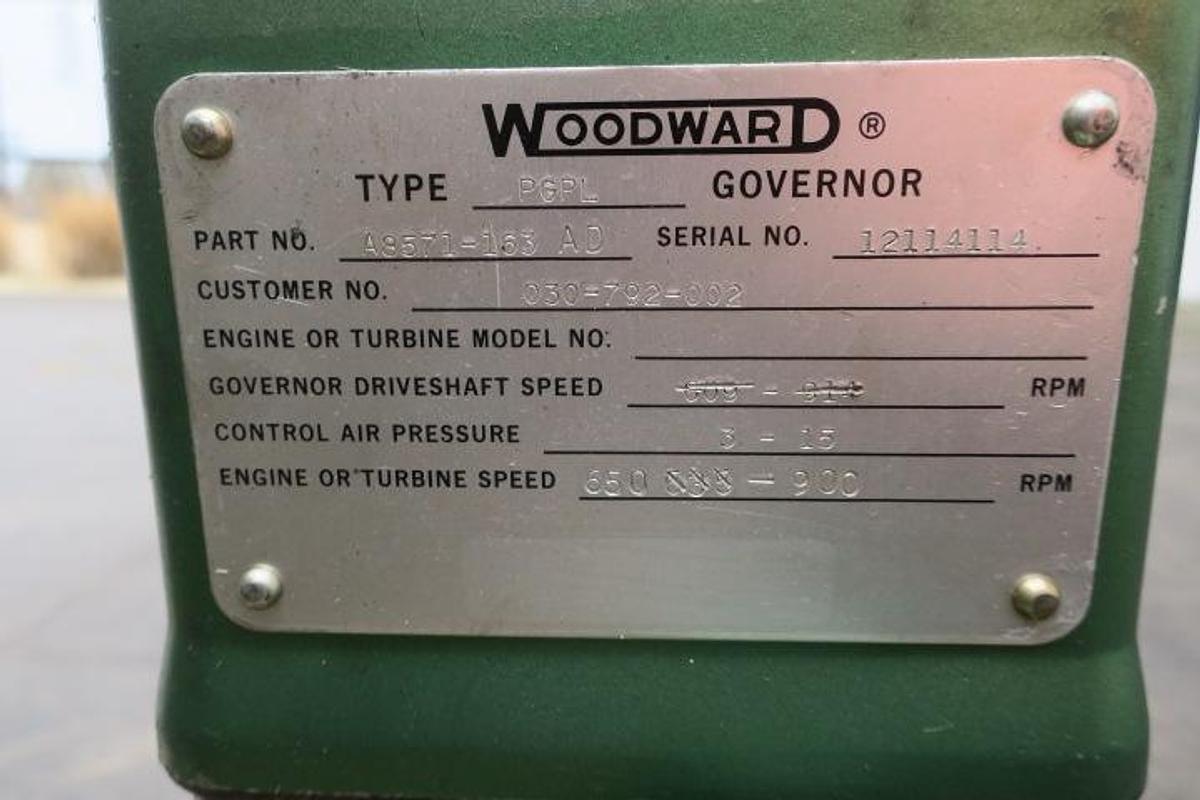 WOODWARD ®
TYPE PGPL GOVERNOR
PART NO. A8571-163 AD SERIAL NO. 12114114
CUSTOMER NO. 030-792-002
ENGINE OR TURBINE MODEL NO:
GOVERNOR DRIVESHAFT SPEED - RPM
CONTROL AIR PRESSURE 3 - 15
ENGINE OR TURBINE SPEED 650 - 900 RPM